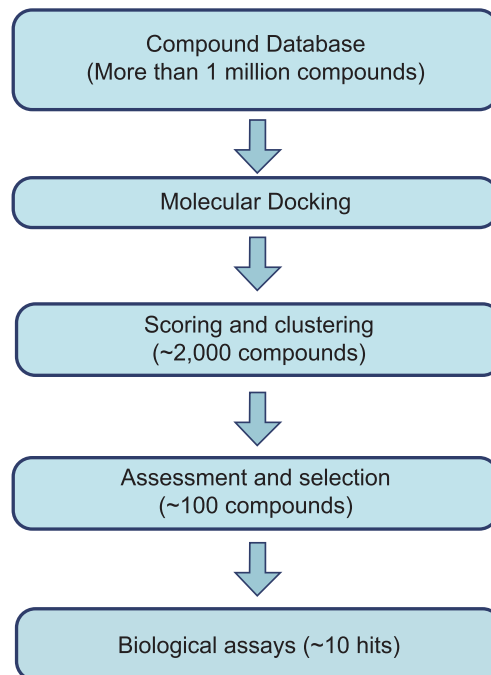 Compound Database
(More than 1 million compounds)
Molecular Docking
Scoring and clustering
(~2,000 compounds)
Assessment and selection
(~100 compounds)
Biological assays (~10 hits)